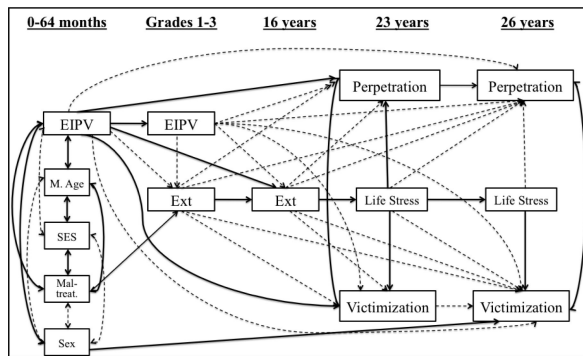 0-64 months Grades 1-3 16 years 23 years 26 years
Perpetration Perpetration
EIPV EIPV
M. Age
Ext Ext Life Stress Life Stress
SES
Mal-
treat.
Victimization Victimization
Sex